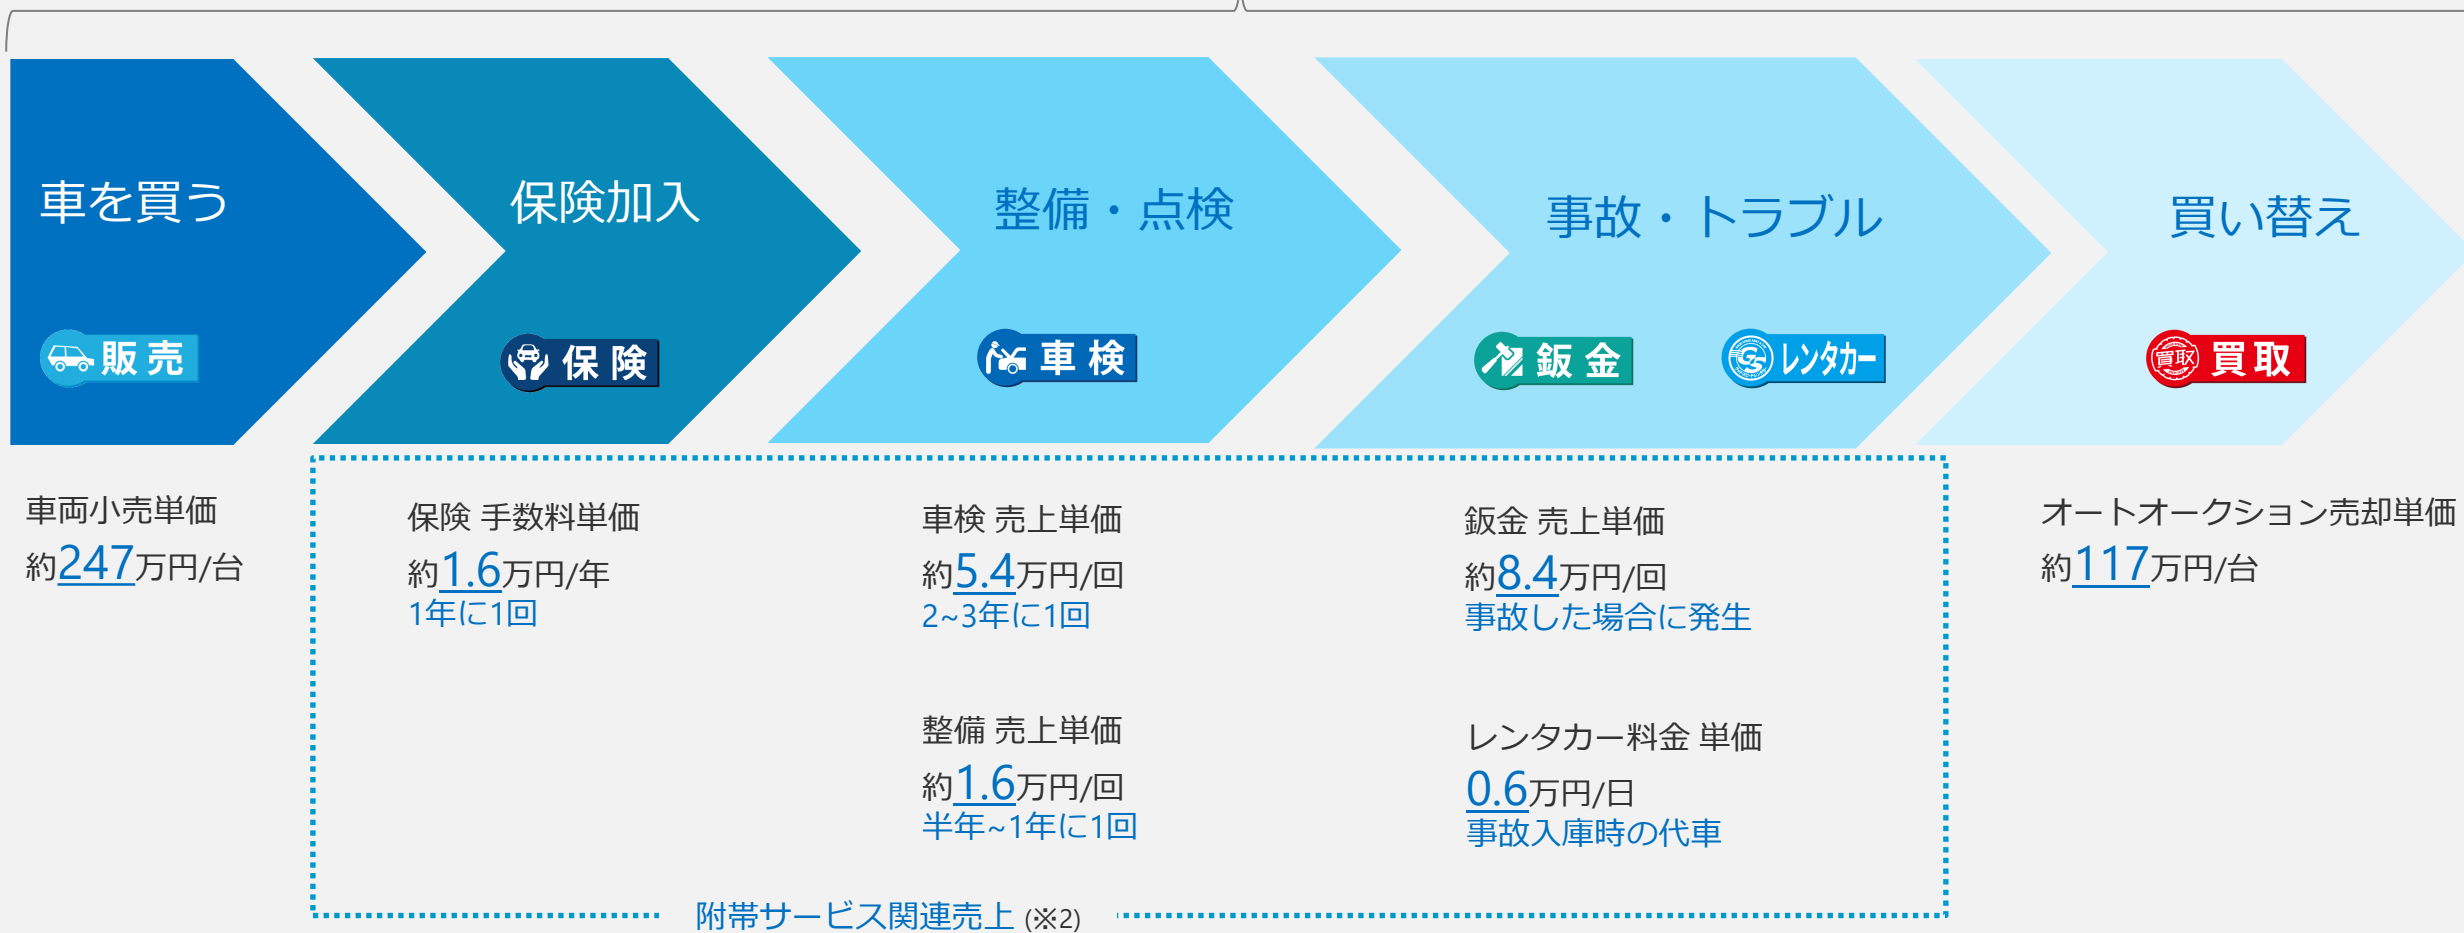 車を買う
販売
保険加入
保険
整備・点検
車検
事故・トラブル
鈑金
レンタカー
買い替え
買取
買取
車両小売単価
約247万円/台
保険 手数料単価
約1.6万円/年
1年に1回
車検 売上単価
約5.4万円/回
2~3年に1回
整備 売上単価
約1.6万円/回
半年~1年に1回
鈑金 売上単価
約8.4万円/回
事故した場合に発生
レンタカー料金 単価
0.6万円/日
事故入庫時の代車
オートオークション売却単価
約117万円/台
附帯サービス関連売上 (※2)